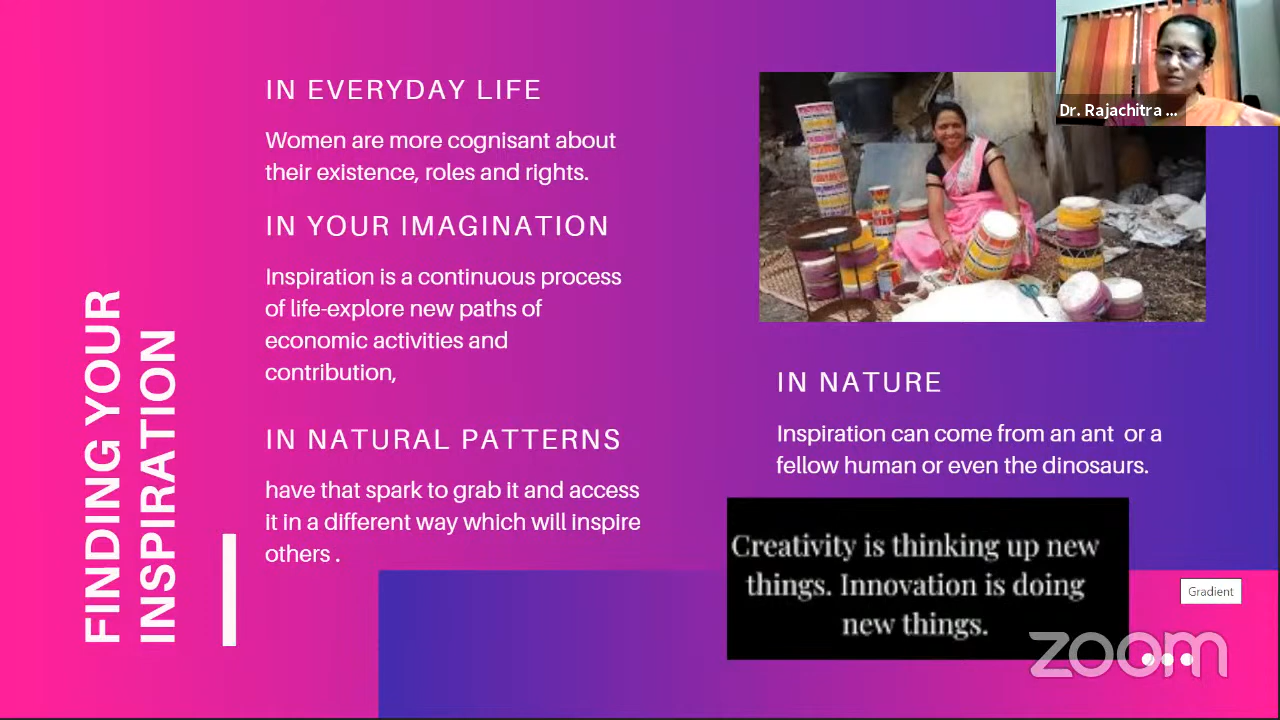 FINDING YOUR
INSPIRATION
IN EVERYDAY LIFE
Women are more cognisant about
their existence, roles and rights.
IN YOUR IMAGINATION
Inspiration is a continuous process
of life-explore new paths of
economic activities and
contribution,
IN NATURAL PATTERNS
have that spark to grab it and access
it in a different way which will inspire
others .
Dr. Rajachitra ...
IN NATURE
Inspiration can come from an ant  or a
fellow human or even the dinosaurs.
Creativity is thinking up new
things. Innovation is doing
new things.
Gradient
zoom